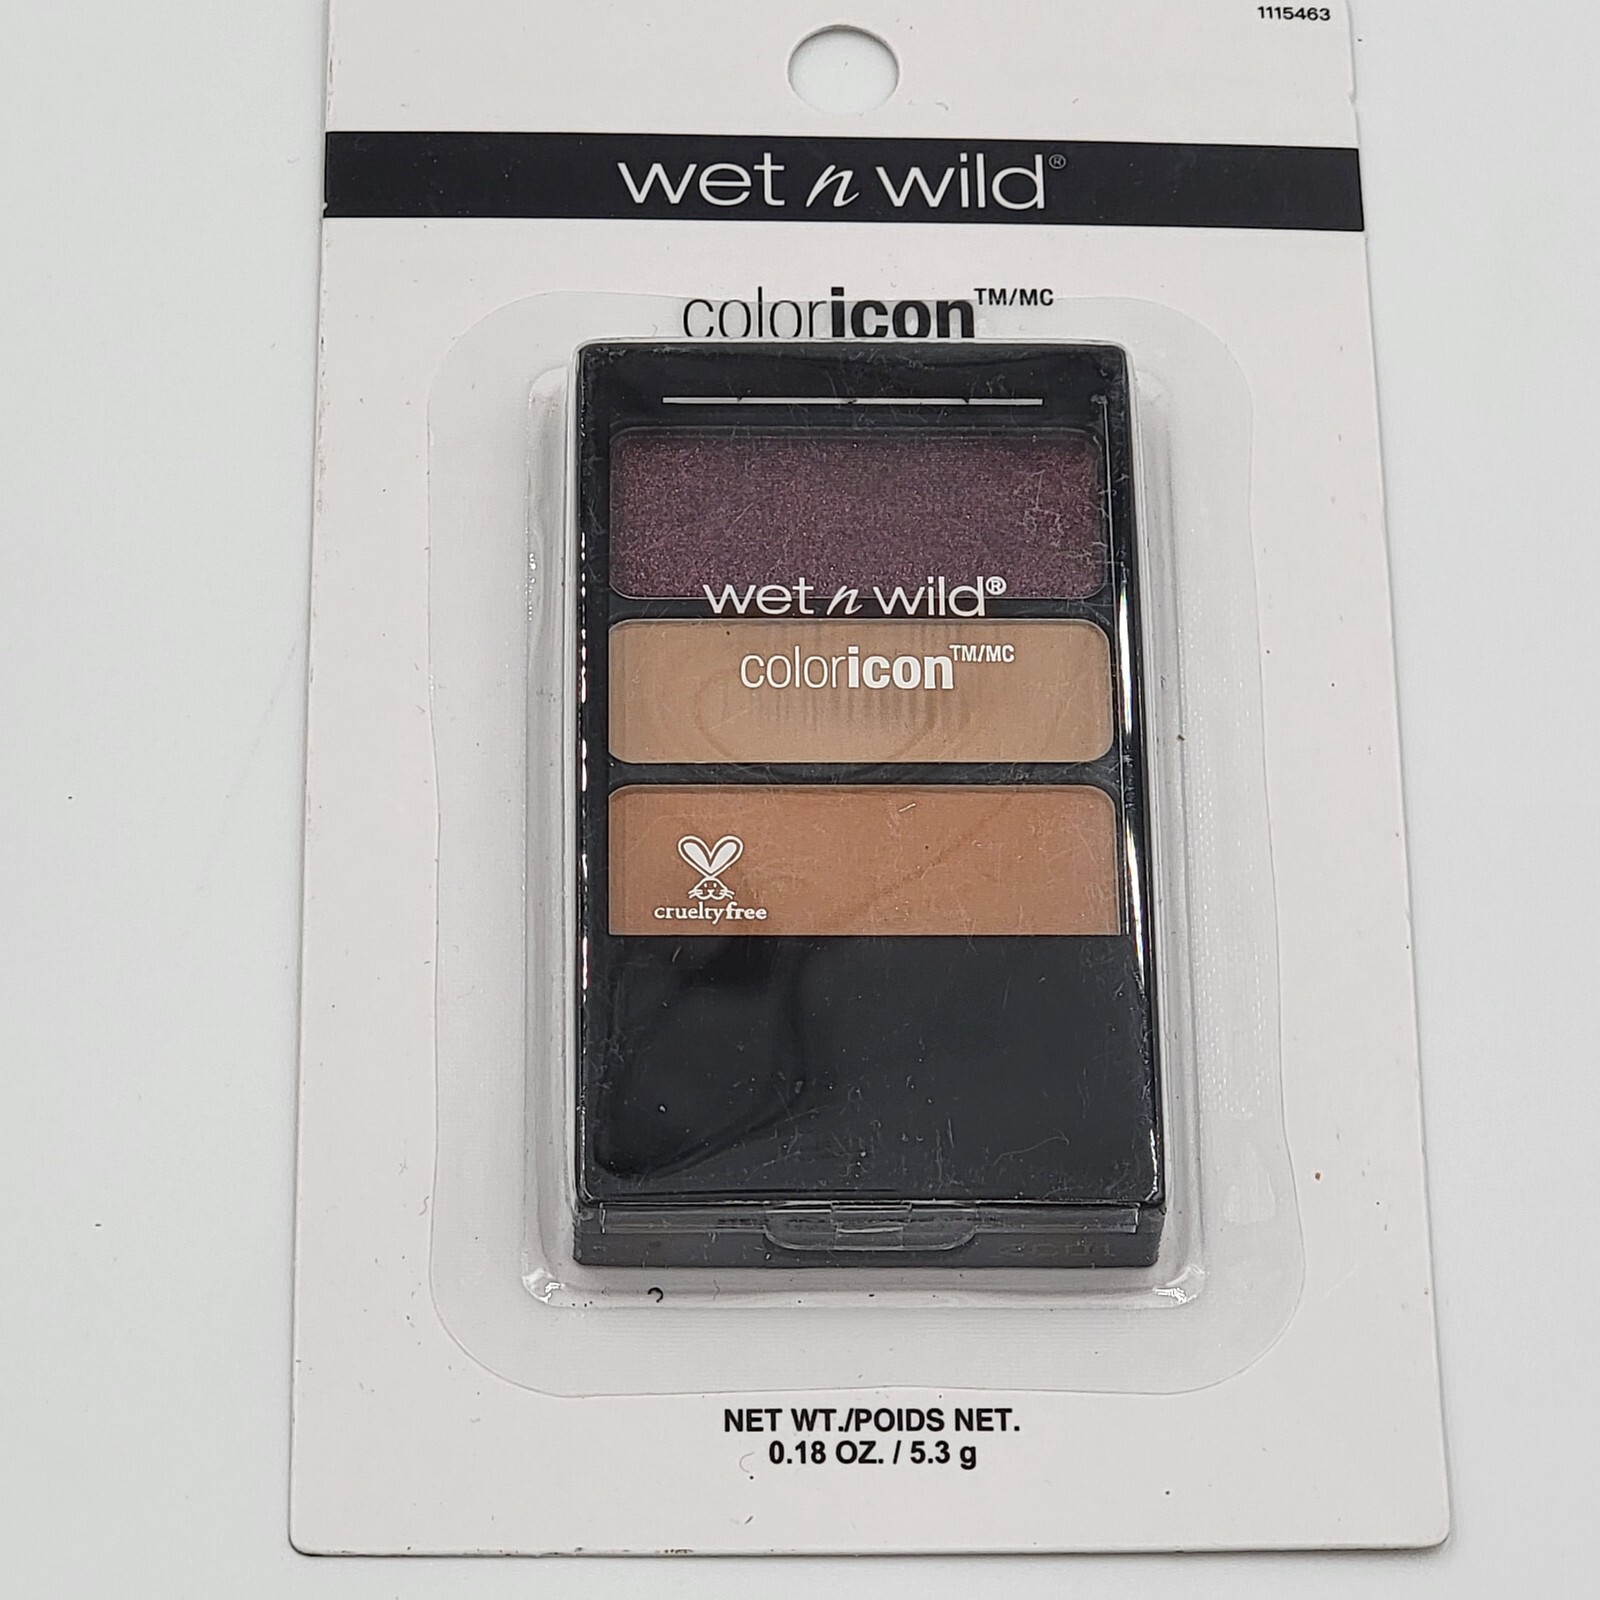 1115463
wet n wild®
coloricon™/MC
wet n wild®
coloricon™/MC
crueltyfree
NET WT./POIDS NET.
0.18 OZ. / 5.3 g